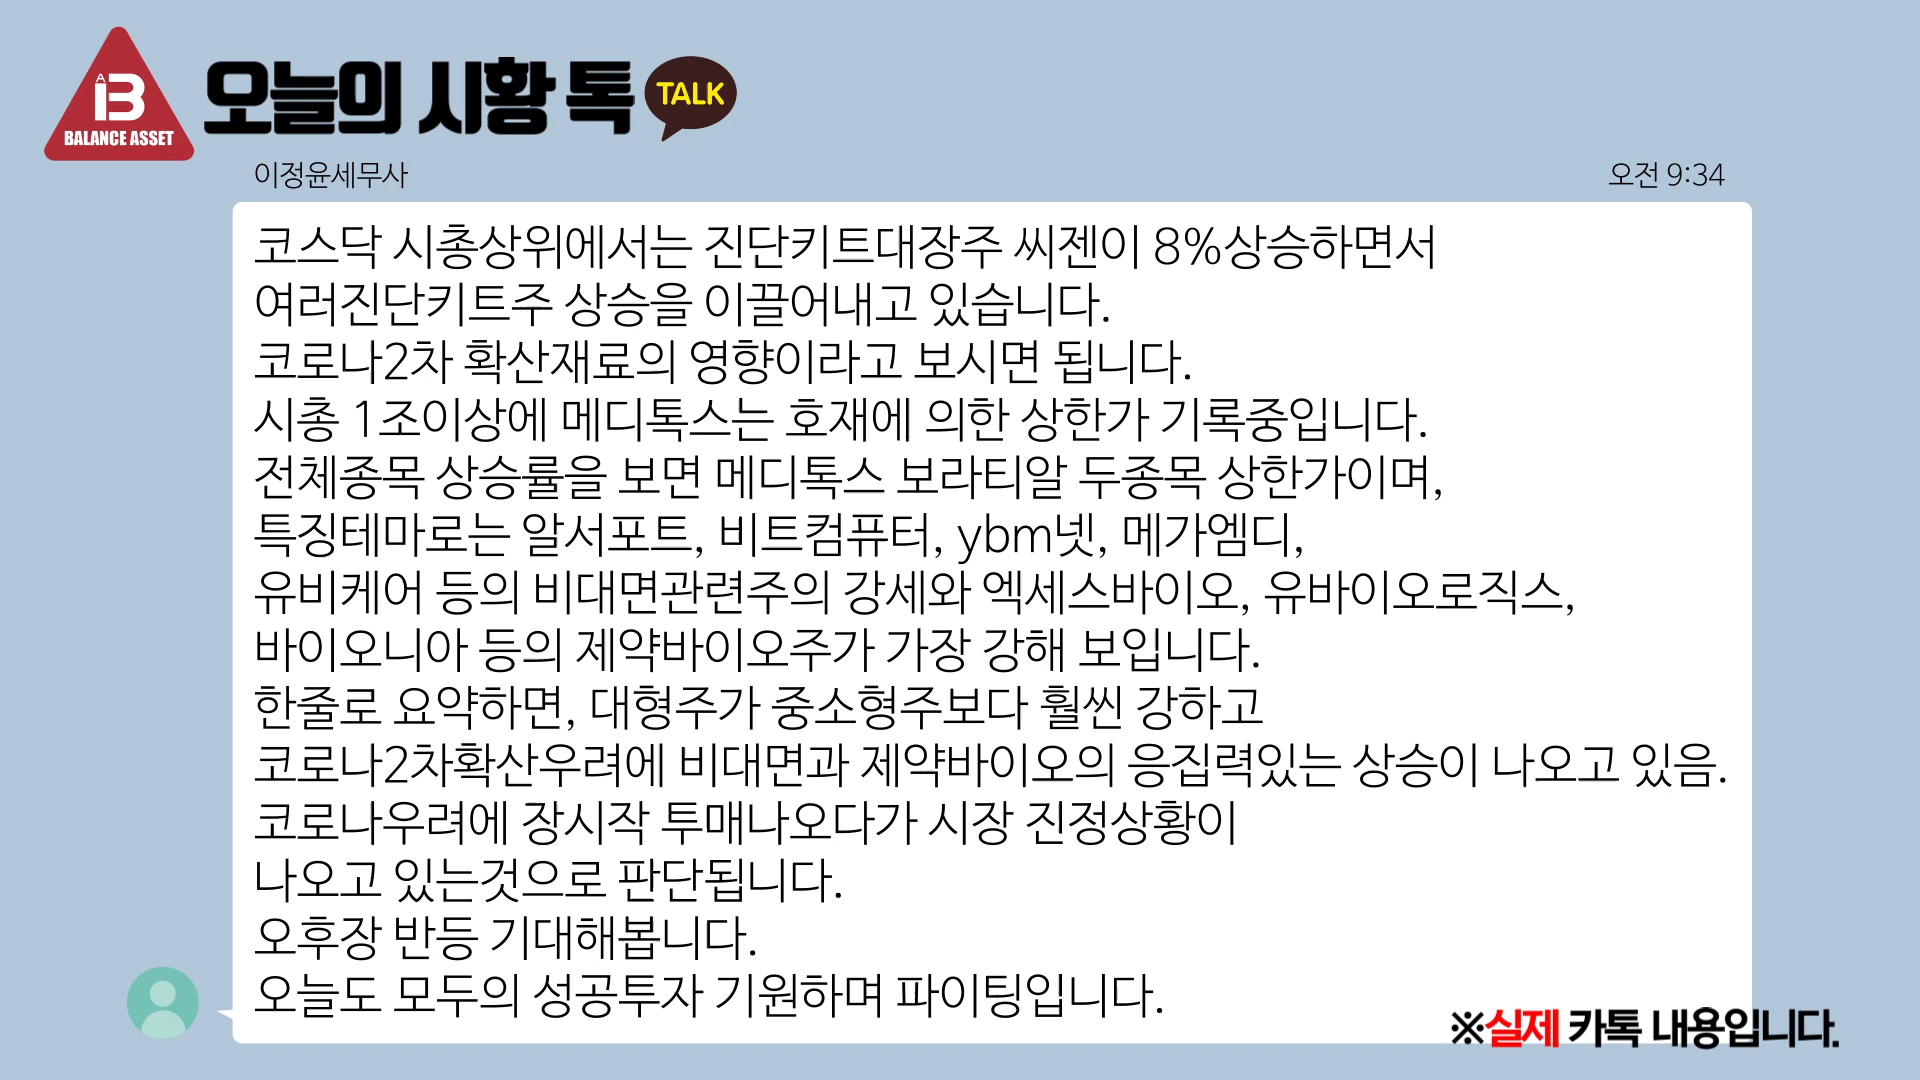 A
B
BALANCE ASSET
오늘의 시황 톡
TALK
이정윤세무사
오전 9:34
코스닥 시총상위에서는 진단키트대장주 씨젠이 8%상승하면서
여러진단키트주 상승을 이끌어내고 있습니다.
코로나2차 확산재료의 영향이라고 보시면 됩니다.
시총 1조이상에 메디톡스는 호재에 의한 상한가 기록중입니다.
전체종목 상승률을 보면 메디톡스 보라티알 두종목 상한가이며,
특징테마로는 알서포트, 비트컴퓨터, ybm넷, 메가엠디,
유비케어 등의 비대면관련주의 강세와 엑세스바이오, 유바이오로직스,
바이오니아 등의 제약바이오주가 가장 강해 보입니다.
한줄로 요약하면, 대형주가 중소형주보다 훨씬 강하고
코로나2차확산우려에 비대면과 제약바이오의 응집력있는 상승이 나오고 있음.
코로나우려에 장시작 투매나오다가 시장 진정상황이
나오고 있는것으로 판단됩니다.
오후장 반등 기대해봅니다.
오늘도 모두의 성공투자 기원하며 파이팅입니다.
※실제 카톡 내용입니다.